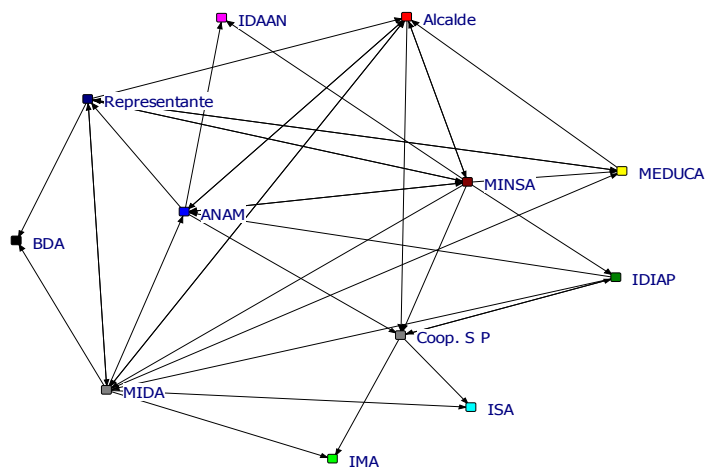 IDAAN
Alcalde
Representante
MEDUCA
MINSA
ANAM
BDA
IDIAP
Coop. S P
MIDA
ISA
IMA